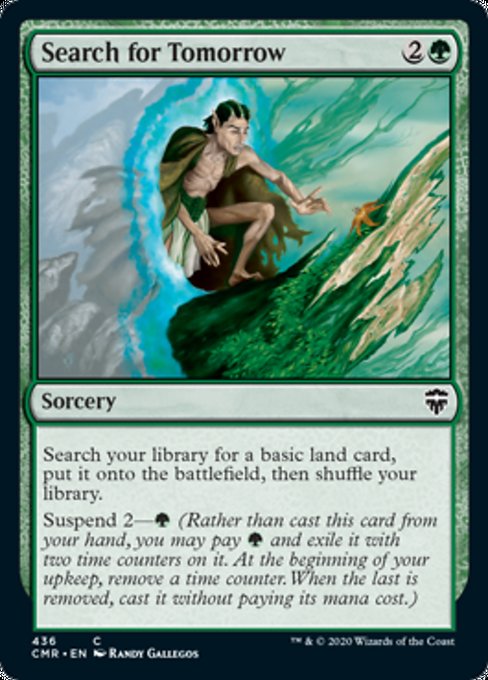 Search for Tomorrow 2
Sorcery
Search your library for a basic land card,
put it onto the battlefield, then shuffle your
library.
Suspend 2— (Rather than cast this card from
your hand, you may pay and exile it with
two time counters on it. At the beginning of your
upkeep, remove a time counter. When the last is
removed, cast it without paying its mana cost.)
436 C
CMR • EN RANDY GALLEGOS
™ & © 2020 Wizards of the Coast